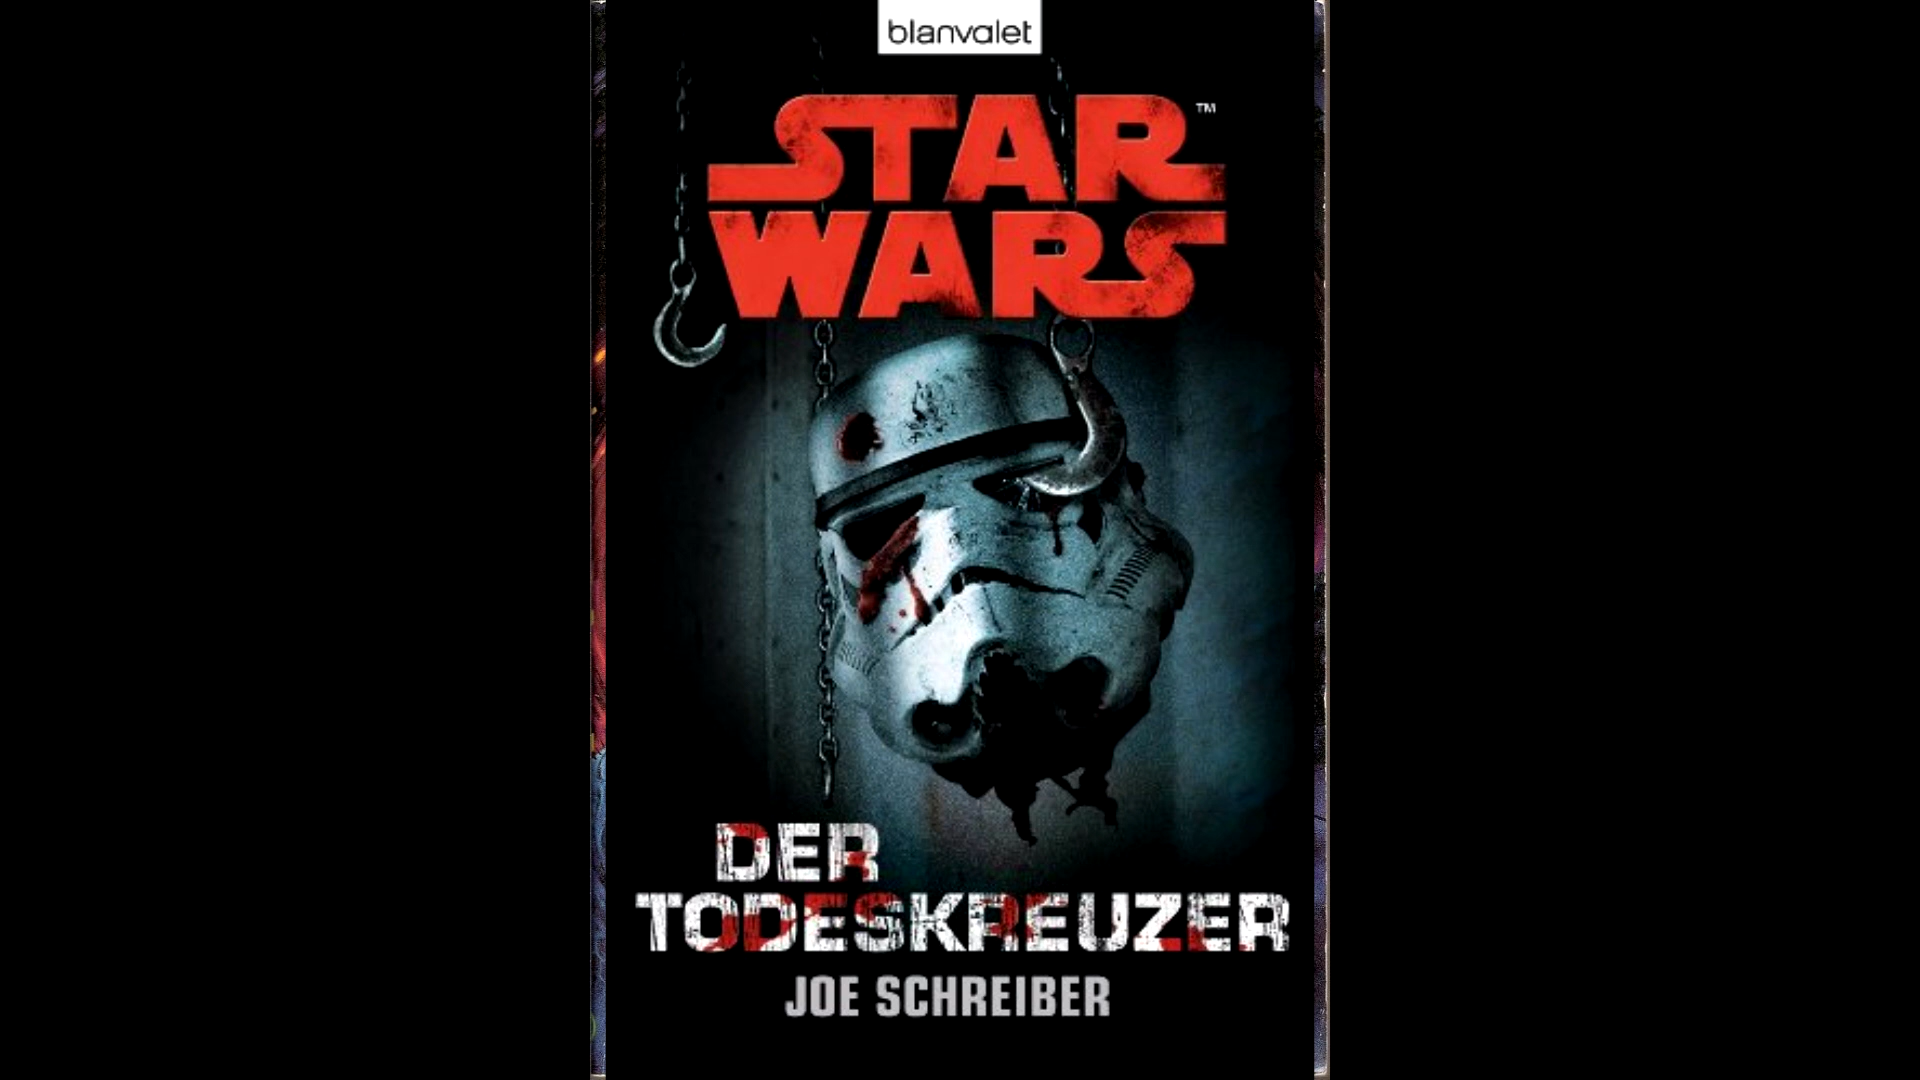 blanvalet
STAR ™
WARS
DER
TODESKREUZER
JOE SCHREIBER